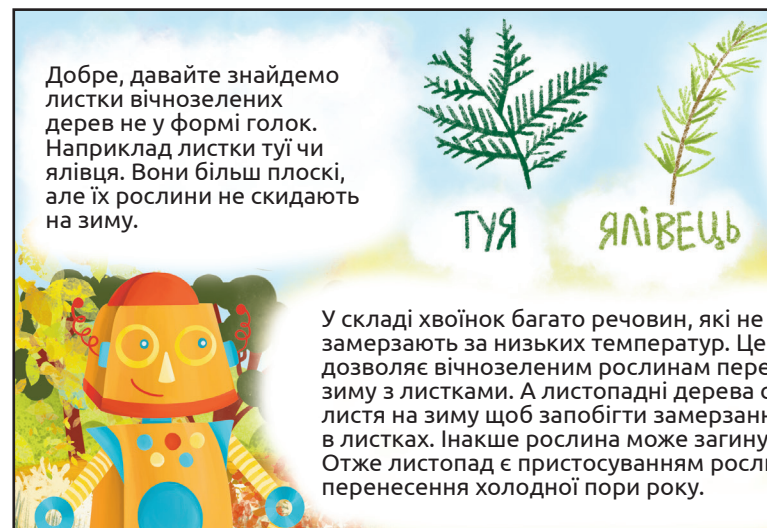 Добре, давайте знайдемо
листки вічнозелених
дерев не у формі голок.
Наприклад листки туї чи
ялівця. Вони більш плоскі,
але їх рослини не скидають
на зиму.
ТУЯ
ЯЛІВЕЦЬ
У складі хвоїнок багато речовин, які не
замерзають за низьких температур. Це
дозволяє вічнозеленим рослинам
зиму з листками. А листопадні дерева
листя на зиму щоб запобігти
в листках. Інакше рослина може
Отже листопад є пристосуванням
перенесення холодної пори року.